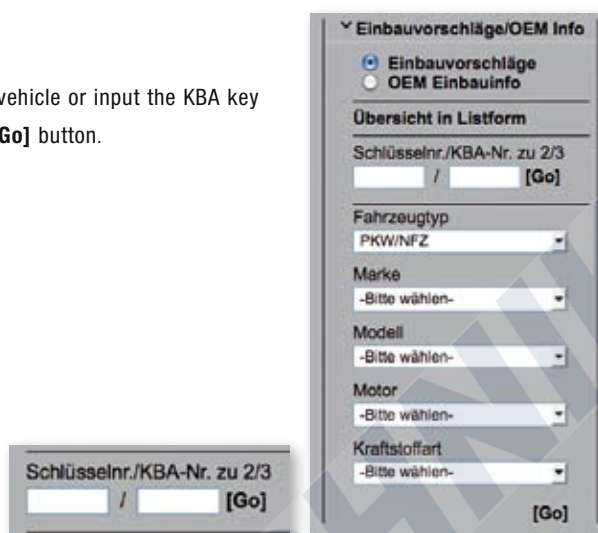 vehicle or input the KBA key
Go] button.
Einbauvorschläge/OEM Info
Einbauvorschläge
OEM Einbauinfo
Übersicht in Listform
Schlüsselnr./KBA-Nr. zu 2/3
/ [Go]
Fahrzeugtyp
PKW/NFZ
Marke
-Bitte wählen-
Modell
-Bitte wählen-
Motor
-Bitte wählen-
Kraftstoffart
-Bitte wählen-
[Go]
Schlüsselnr./KBA-Nr. zu 2/3
/ [Go]